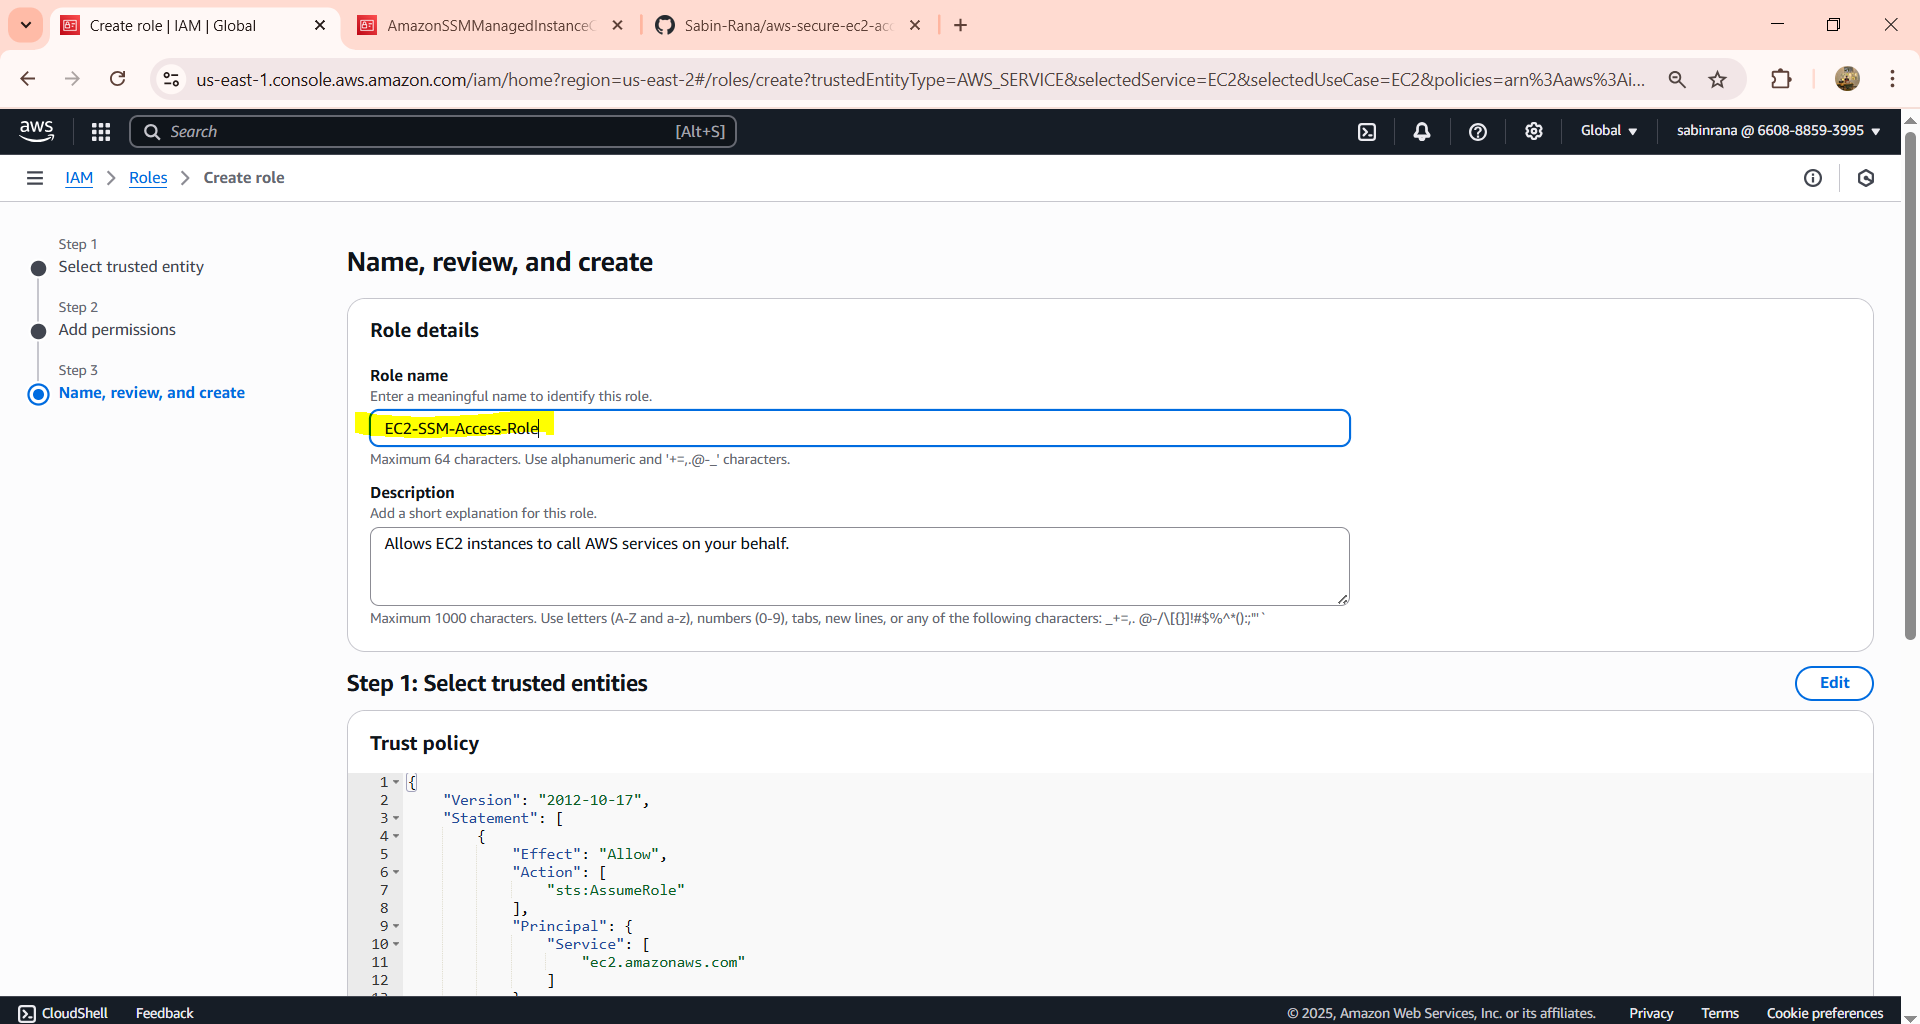 Create role | IAM | Global
AmazonSSMManagedInstanceC
Sabin-Rana/aws-secure-ec2-acc
us-east-1.console.aws.amazon.com/iam/home?region=us-east-2#/roles/create?trustedEntityType=AWS_SERVICE&selectedService=EC2&selectedUseCase=EC2&policies=arn%3Aaws%3Ai...
aws
Search
[Alt+S]
Global
sabinrana @ 6608-8859-3995
IAM
Roles
Create role
Step 1
Select trusted entity
Step 2
Add permissions
Step 3
Name, review, and create
Name, review, and create
Role details
Role name
Enter a meaningful name to identify this role.
EC2-SSM-Access-Role
Maximum 64 characters. Use alphanumeric and '+=,.@-_' characters.
Description
Add a short explanation for this role.
Allows EC2 instances to call AWS services on your behalf.
Maximum 1000 characters. Use letters (A-Z and a-z), numbers (0-9), tabs, new lines, or any of the following characters: _+=,. @-/\[{}]!#$%^*();:'"`
Step 1: Select trusted entities
Edit
Trust policy
1 {
2 "Version": "2012-10-17",
3 "Statement": [
4 {
5 "Effect": "Allow",
6 "Action": [
7 "sts:AssumeRole"
8 ],
9 "Principal": {
10 "Service": [
11 "ec2.amazonaws.com"
12 ]
CloudShell
Feedback
© 2025, Amazon Web Services, Inc. or its affiliates.
Privacy
Terms
Cookie preferences